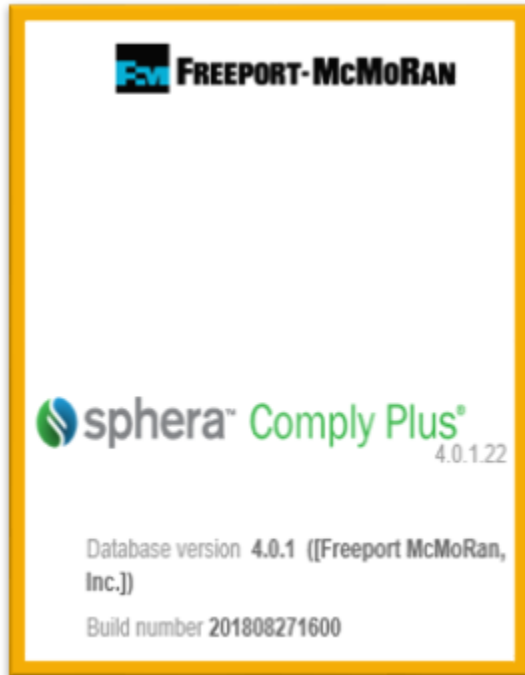 FM FREEPORT-MCMORAN
sphera™ Comply Plus®
4.0.1.22
Database version 4.0.1 ([Freeport McMoRan,
Inc.])
Build number 201808271600